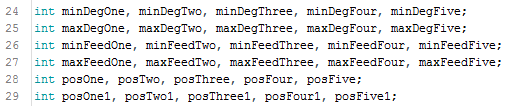 24 int minDegOne, minDegTwo, minDegThree, minDegFour, minDegFive;
25 int maxDegOne, maxDegTwo, maxDegThree, maxDegFour, maxDegFive;
26 int minFeedOne, minFeedTwo, minFeedThree, minFeedFour, minFeedFive;
27 int maxFeedOne, maxFeedTwo, maxFeedThree, maxFeedFour, maxFeedFive;
28 int posOne, posTwo, posThree, posFour, posFive;
29 int posOne1, posTwo1, posThree1, posFour1, posFive1;